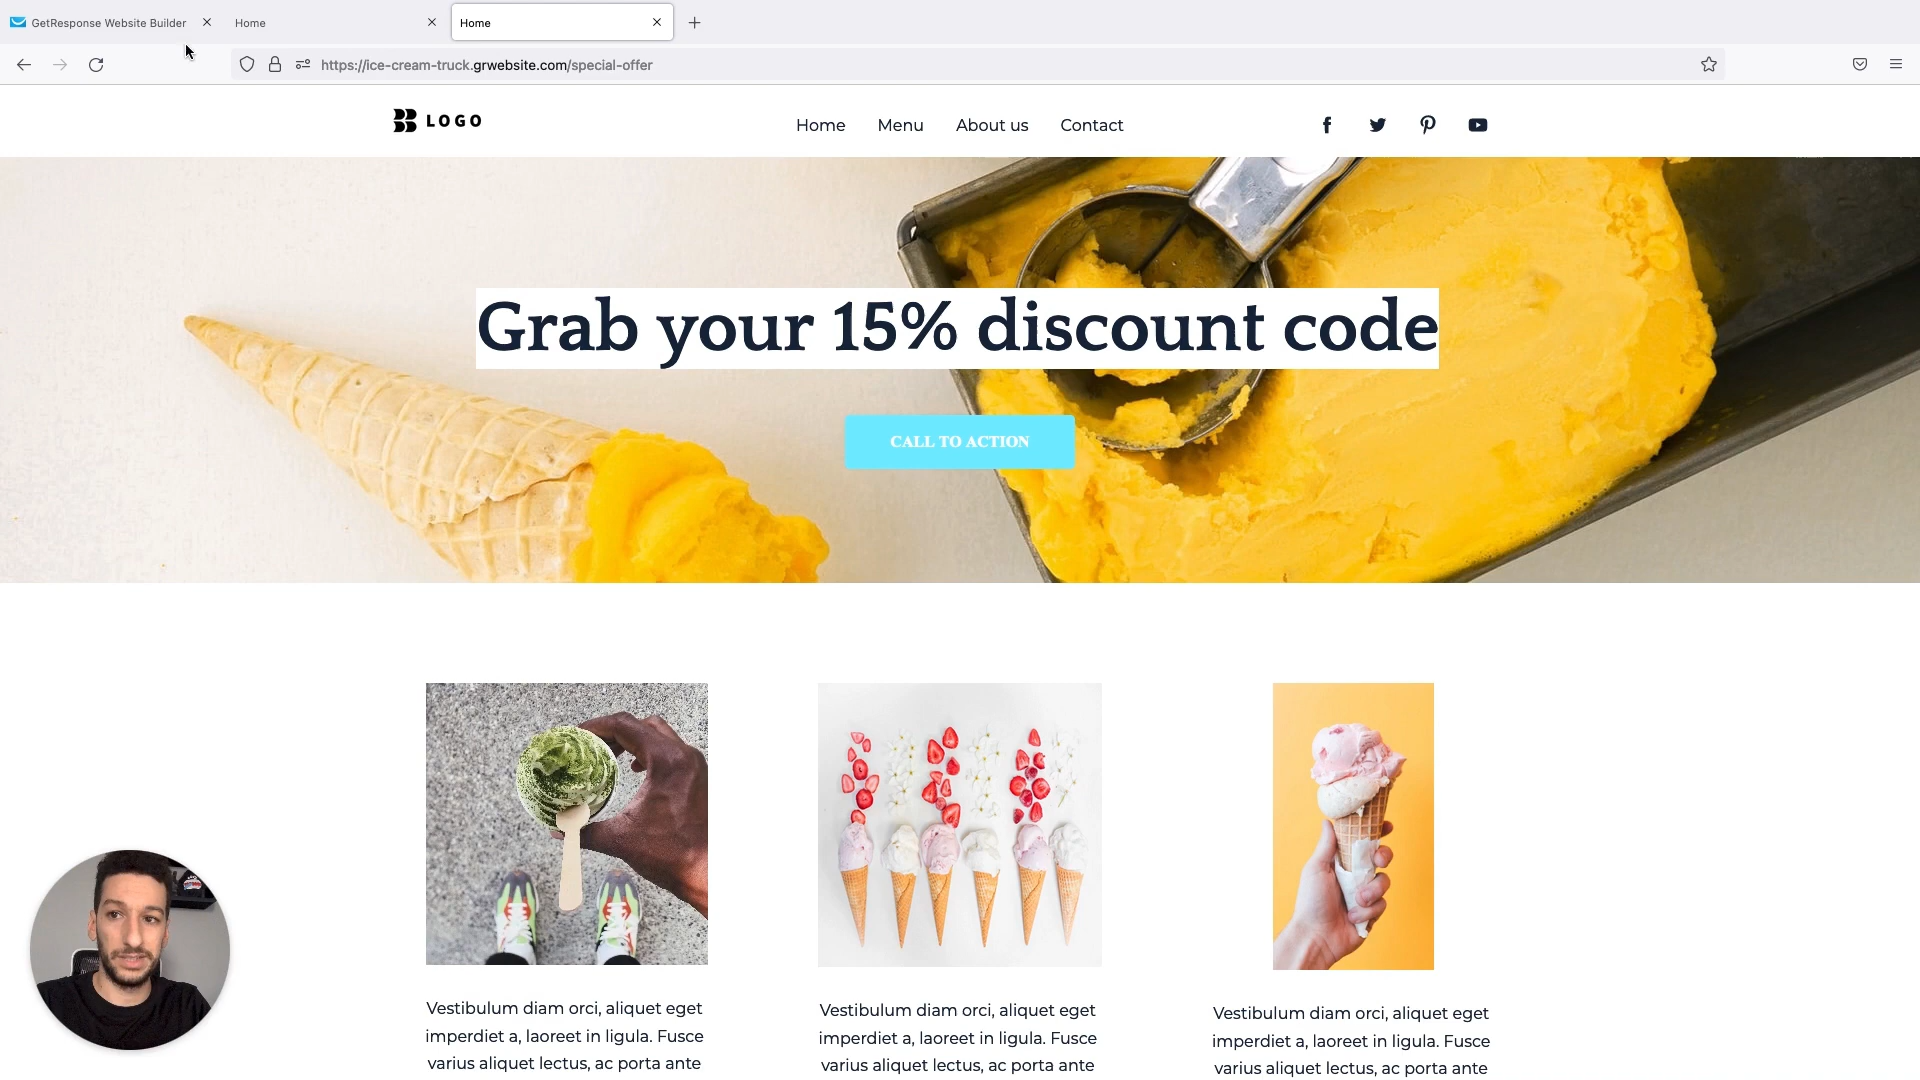 GetResponse Website Builder
Home
Home
https://ice-cream-truck.grwebsite.com/special-offer
LOGO
Home
Menu
About us
Contact
Grab your 15% discount code
CALL TO ACTION
Vestibulum diam orci, aliquet eget
imperdiet a, laoreet in ligula. Fusce
varius aliquet lectus, ac porta ante
Vestibulum diam orci, aliquet eget
imperdiet a, laoreet in ligula. Fusce
varius aliquet lectus, ac porta ante
Vestibulum diam orci, aliquet eget
imperdiet a, laoreet in ligula. Fusce
varius aliquet lectus, ac porta ante